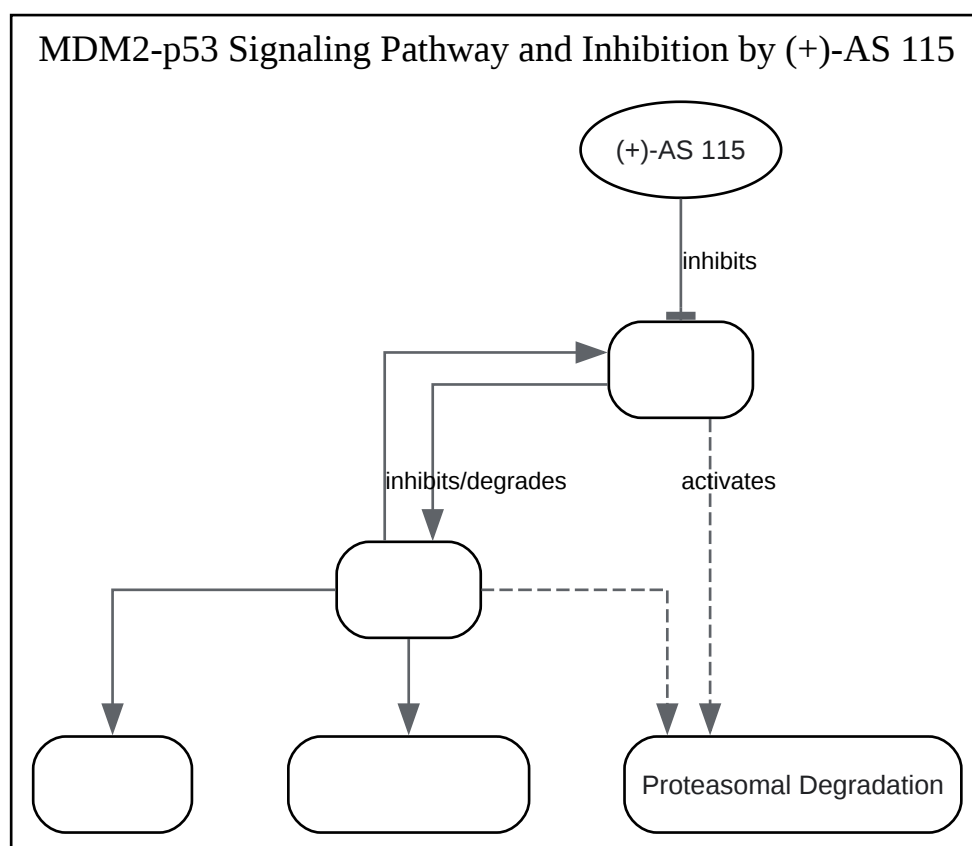 MDM2-p53 Signaling Pathway and Inhibition by (+)-AS 115
(+)-AS 115
inhibits
inhibits/degrades
activates
Proteasomal Degradation